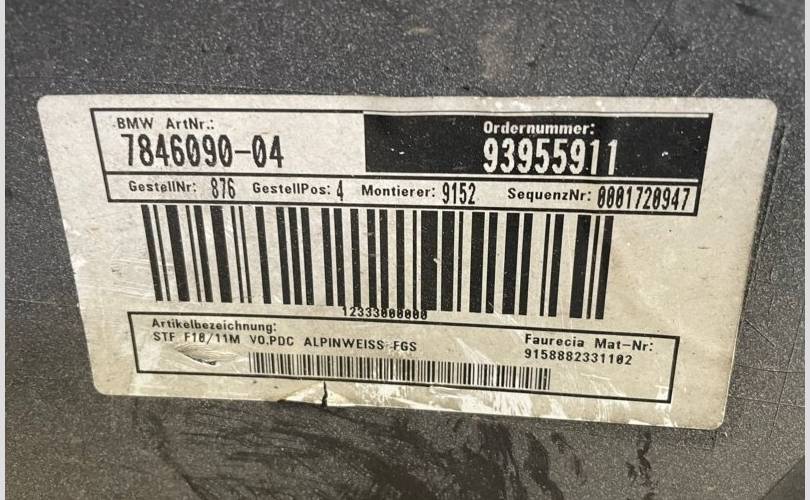 BMW ArtNr.:
7846090-04
Ordernummer:
93955911
GestellNr: 876 GestellPos: 4 Montierer: 9152 SequenzNr: 0001720947
12333000000
Artikelbezeichnung:
STF F10/11M VO.PDC ALPINWEISS FGS
Faurecia Mat-Nr:
9158882331102